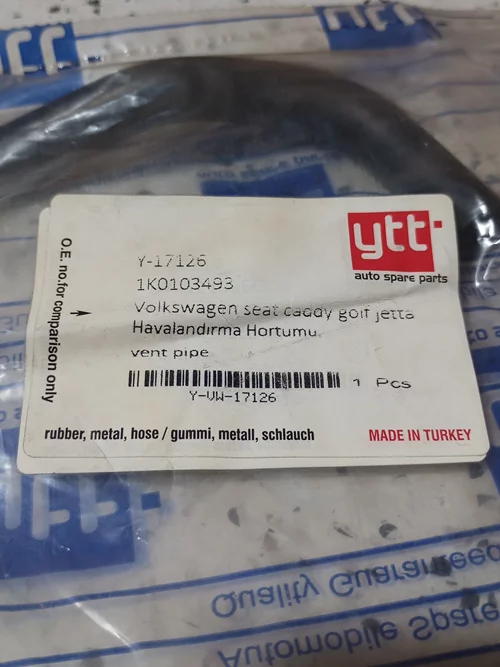 ytt
auto spare parts
O.E. no.for comparison only
Y-17126
1K0103493
Volkswagen seat caddy golf jetta
Havalandırma Hortumu
vent pipe
1 Pcs
Y-VW-17126
rubber, metal, hose / gummi, metall, schlauch
MADE IN TURKEY
Quality Guaranteed
Automobile Spare